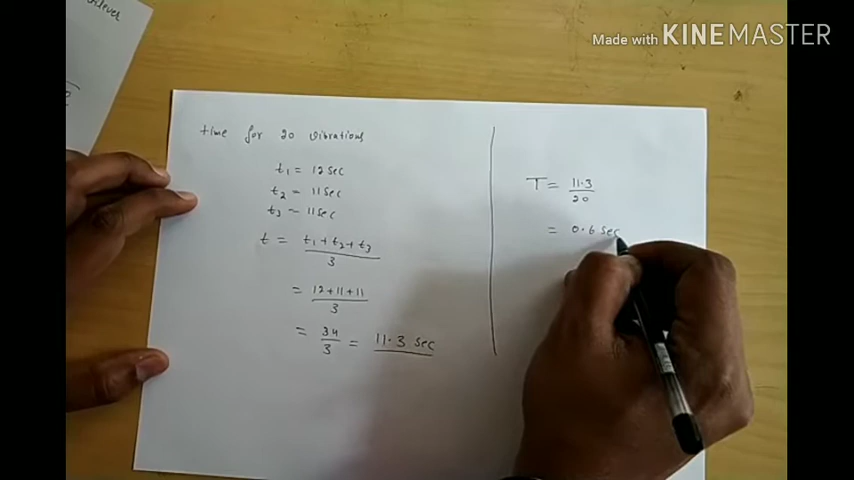 Made with KINEMASTER
time for 20 vibrations
t₁ = 12 sec
t₂ = 11 sec
t₃ ~ 11 sec
t = t₁ + t₂ + t₃ / 3
= 12 + 11 + 11 / 3
= 34 / 3 = 11.3 sec
T = 11.3 / 20
= 0.6 sec